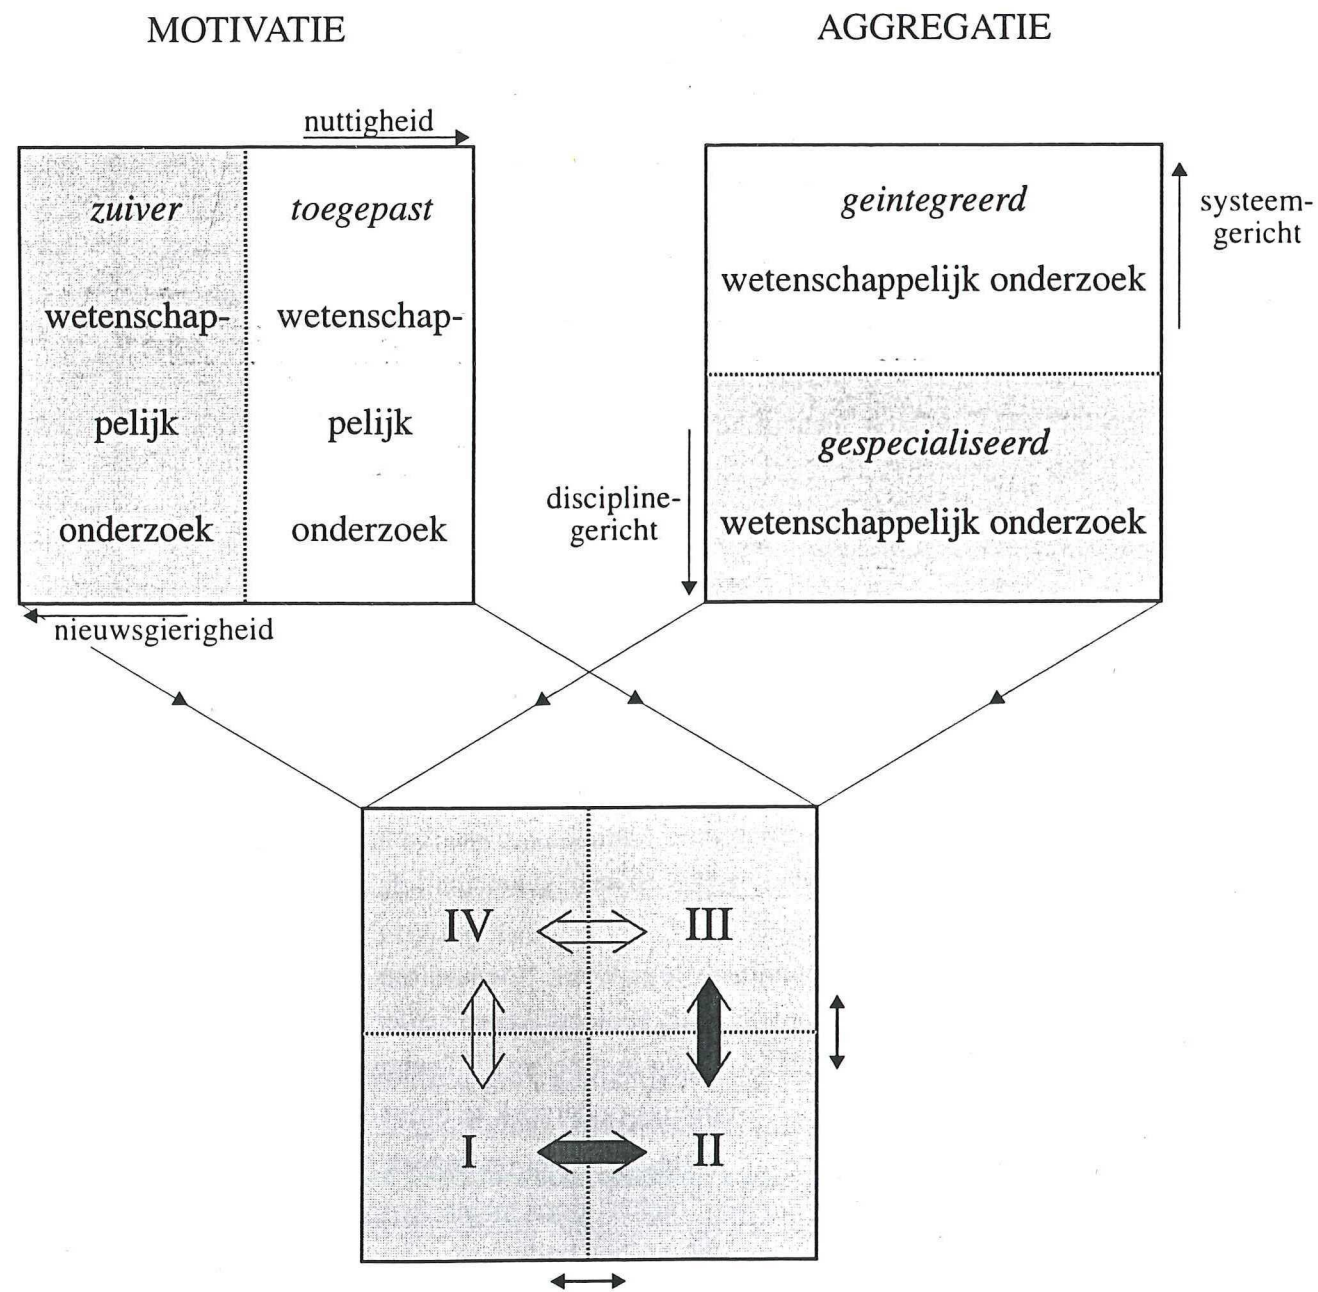 MOTIVATIE
AGGREGATIE
nuttigheid
zuiver
wetenschap-
pelijk
onderzoek
toegepast
wetenschap-
pelijk
onderzoek
nieuwsgierigheid
geintegreerd
wetenschappelijk onderzoek
systeem-
gericht
gespecialiseerd
wetenschappelijk onderzoek
discipline-
gericht
IV
III
I
II